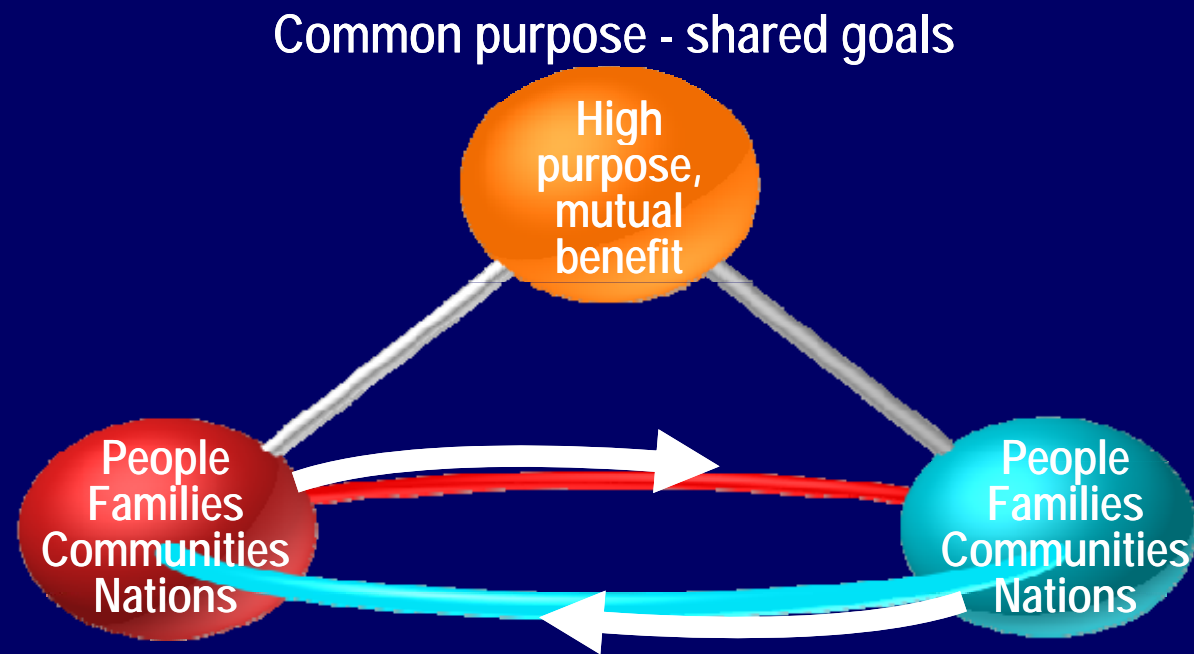 Common purpose - shared goals
High
purpose,
mutual
benefit
People
Families
Communities
Nations
People
Families
Communities
Nations